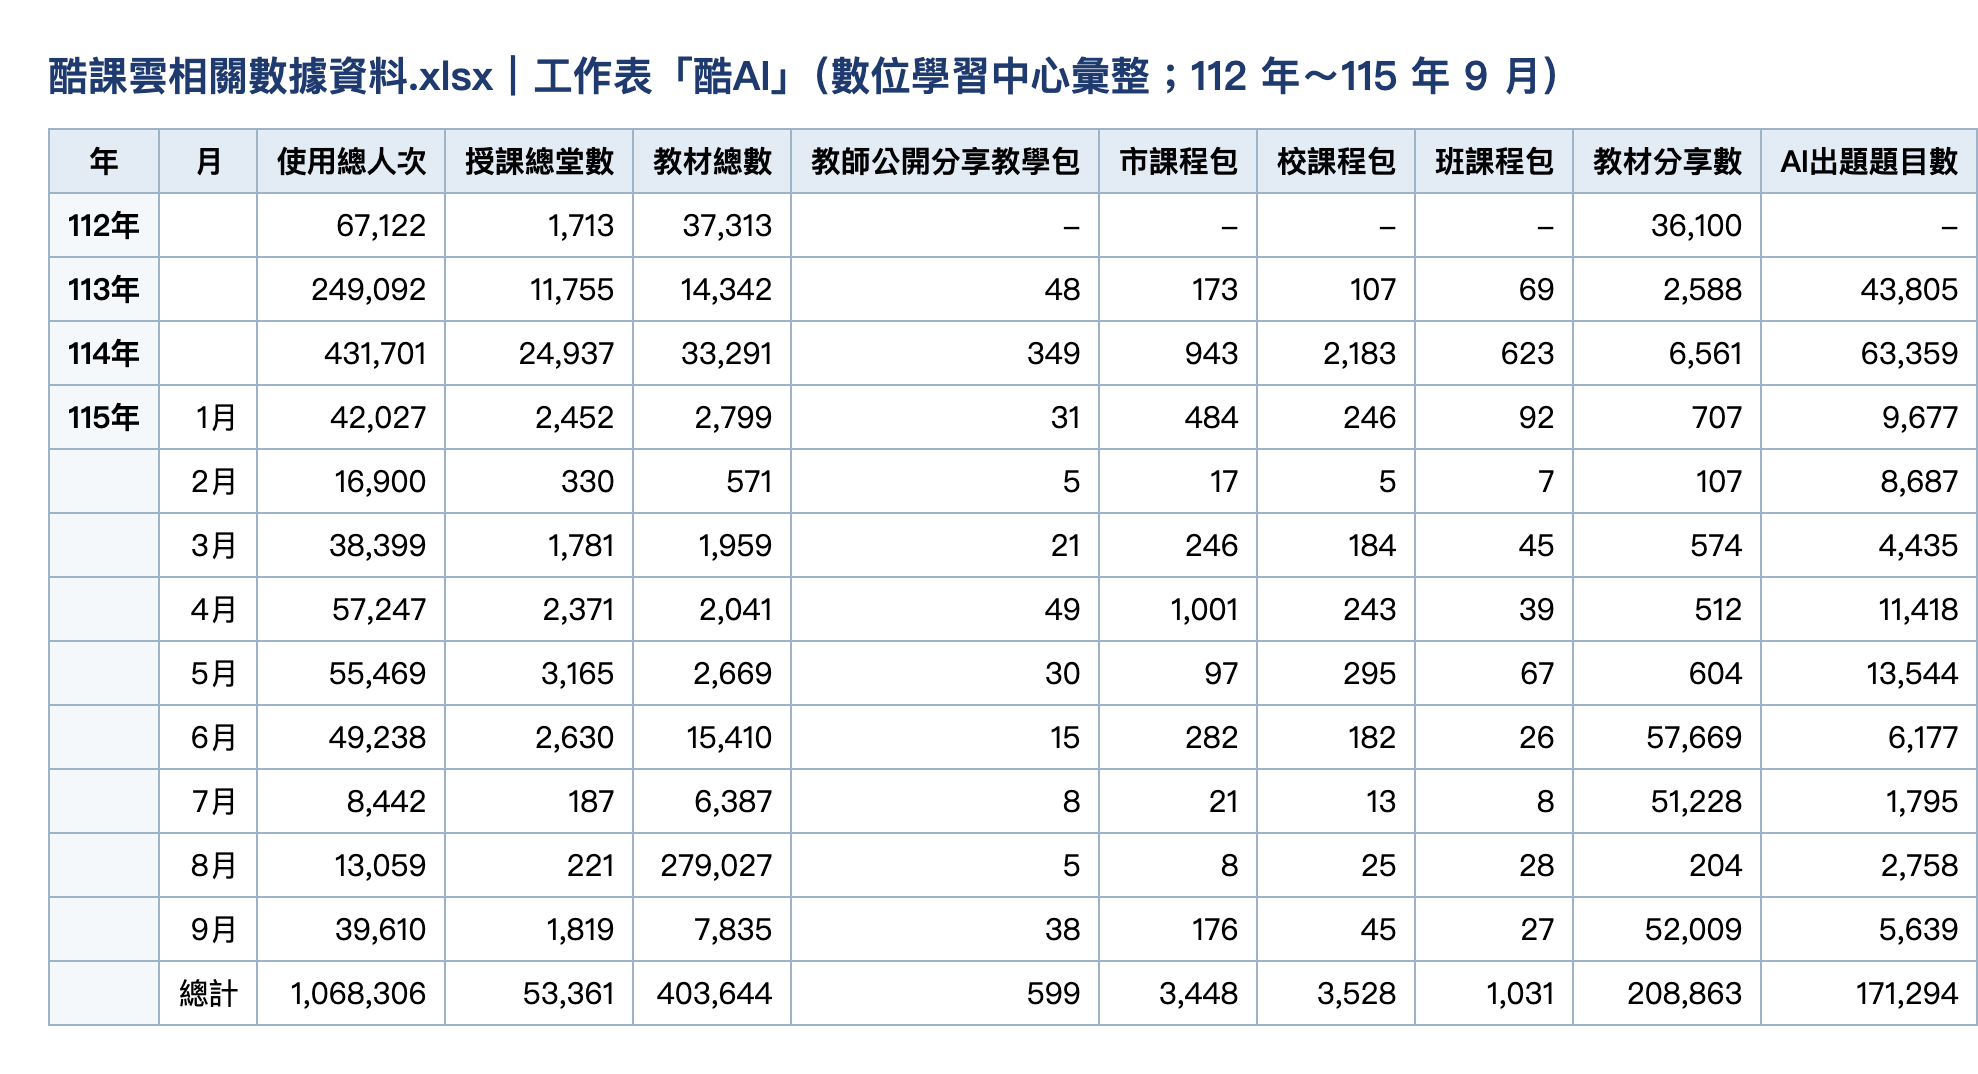 酷課雲相關數據資料.xlsx｜工作表「酷AI」（數位學習中心彙整；112 年～115 年 9 月）
年 月 使用總人次 授課總堂數 教材總數 教師公開分享教學包 市課程包 校課程包 班課程包 教材分享數 AI出題題目數
112年 67,122 1,713 37,313 – – – – 36,100 –
113年 249,092 11,755 14,342 48 173 107 69 2,588 43,805
114年 431,701 24,937 33,291 349 943 2,183 623 6,561 63,359
115年 1月 42,027 2,452 2,799 31 484 246 92 707 9,677
2月 16,900 330 571 5 17 5 7 107 8,687
3月 38,399 1,781 1,959 21 246 184 45 574 4,435
4月 57,247 2,371 2,041 49 1,001 243 39 512 11,418
5月 55,469 3,165 2,669 30 97 295 67 604 13,544
6月 49,238 2,630 15,410 15 282 182 26 57,669 6,177
7月 8,442 187 6,387 8 21 13 8 51,228 1,795
8月 13,059 221 279,027 5 8 25 28 204 2,758
9月 39,610 1,819 7,835 38 176 45 27 52,009 5,639
總計 1,068,306 53,361 403,644 599 3,448 3,528 1,031 208,863 171,294